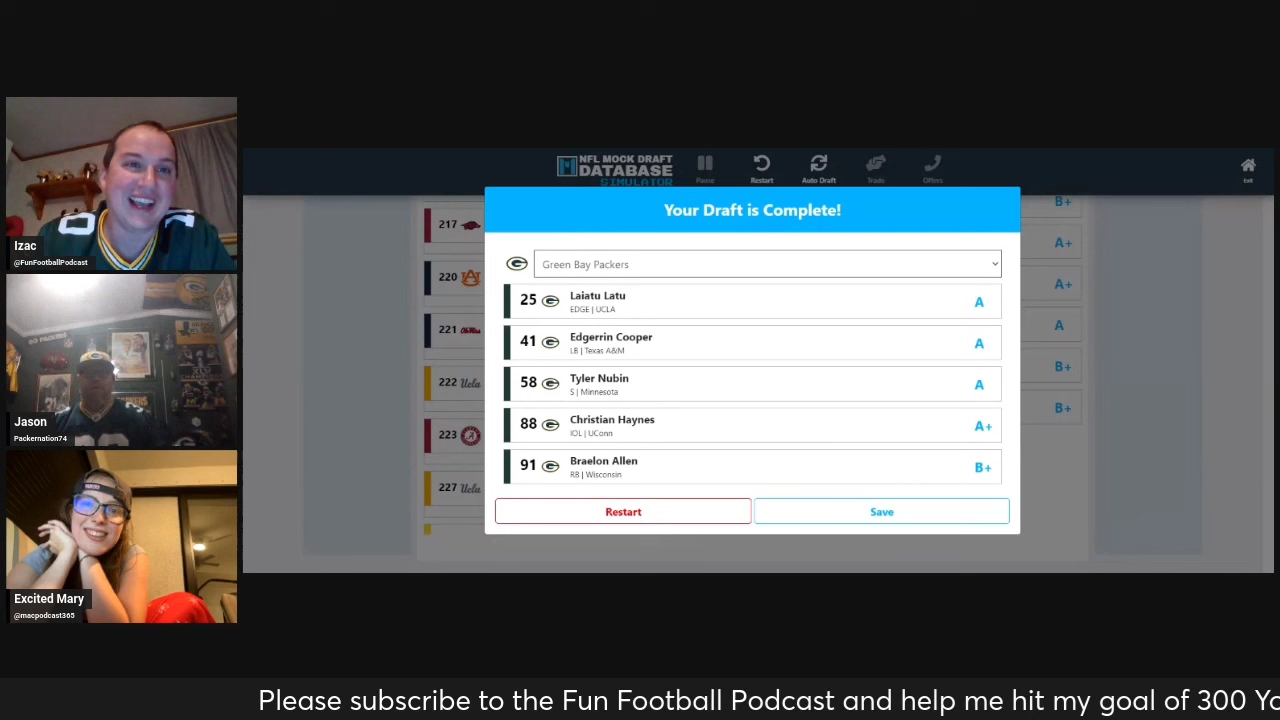 Izac
@FunFootballPodcast
Jason
Packernation74
Excited Mary
@macpodcast365
NFL MOCK DRAFT
DATABASE
SIMULATOR
Pause
Restart
Auto Draft
Trade
Offers
Exit
217
220
221
222 Ucla
223
227 Ucla
B+
A+
A+
A
B+
B+
Your Draft is Complete!
Green Bay Packers
25 Laiatu Latu A
EDGE | UCLA
41 Edgerrin Cooper A
LB | Texas A&M
58 Tyler Nubin A
S | Minnesota
88 Christian Haynes A+
IOL | UConn
91 Braelon Allen B+
RB | Wisconsin
Restart
Save
Please subscribe to the Fun Football Podcast and help me hit my goal of 300 Yo